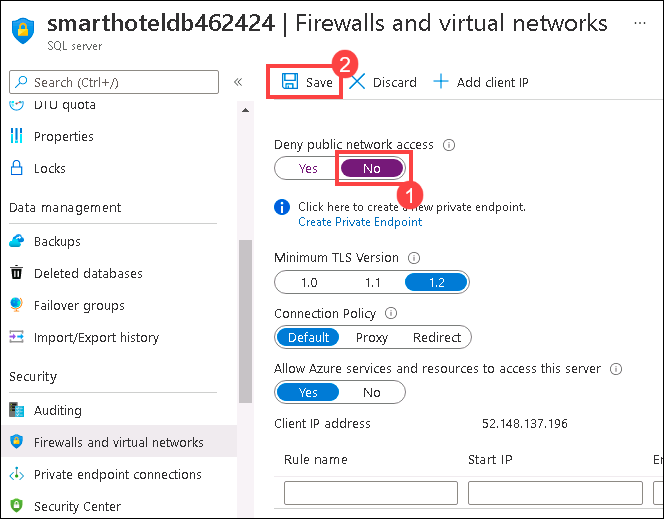 smarthoteldb462424 | Firewalls and virtual networks
...
SQL server
Search (Ctrl+/)
«
2
Save
Discard
Add client IP
DTU quota
Properties
Locks
Data management
Backups
Deleted databases
Failover groups
Import/Export history
Security
Auditing
Firewalls and virtual networks
Private endpoint connections
Security Center
Deny public network access
Yes No
1
Click here to create a new private endpoint.
Create Private Endpoint
Minimum TLS Version
1.0 1.1 1.2
Connection Policy
Default Proxy Redirect
Allow Azure services and resources to access this server
Yes No
Client IP address 52.148.137.196
Rule name Start IP